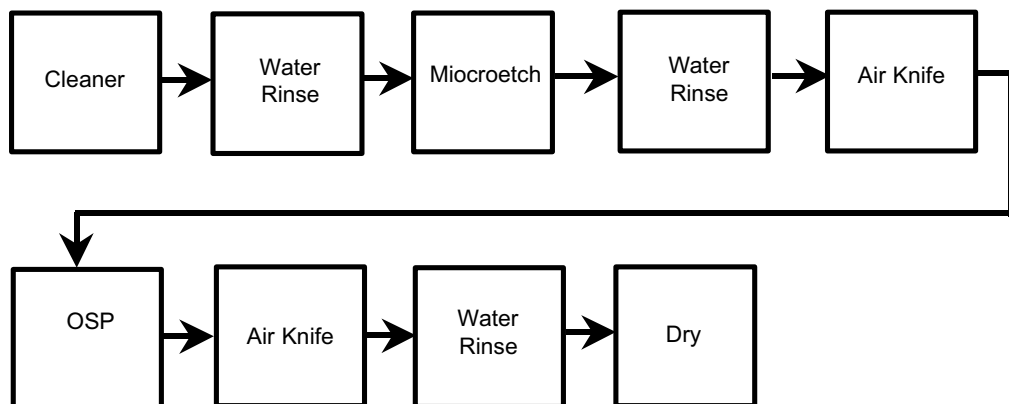 Cleaner
Water
Rinse
Miocroetch
Water
Rinse
Air Knife
OSP
Air Knife
Water
Rinse
Dry